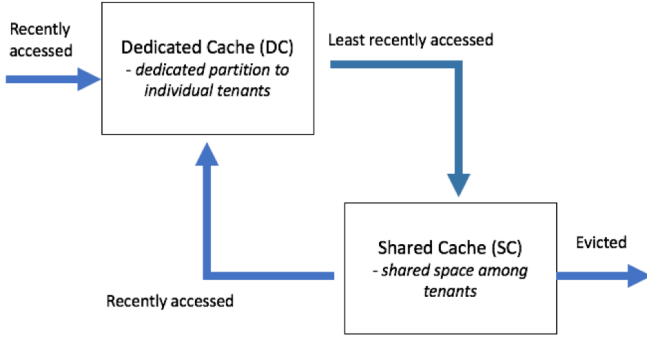 Recently
accessed
Dedicated Cache (DC)
- dedicated partition to
individual tenants
Least recently accessed
Shared Cache (SC)
- shared space among
tenants
Evicted
Recently accessed